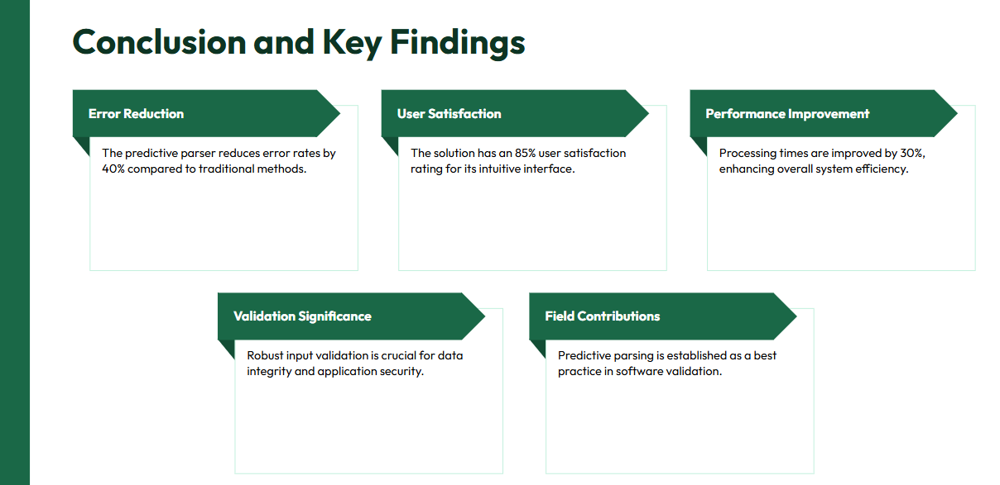 Conclusion and Key Findings
Error Reduction
The predictive parser reduces error rates by
40% compared to traditional methods.
User Satisfaction
The solution has an 85% user satisfaction
rating for its intuitive interface.
Performance Improvement
Processing times are improved by 30%,
enhancing overall system efficiency.
Validation Significance
Robust input validation is crucial for data
integrity and application security.
Field Contributions
Predictive parsing is established as a best
practice in software validation.